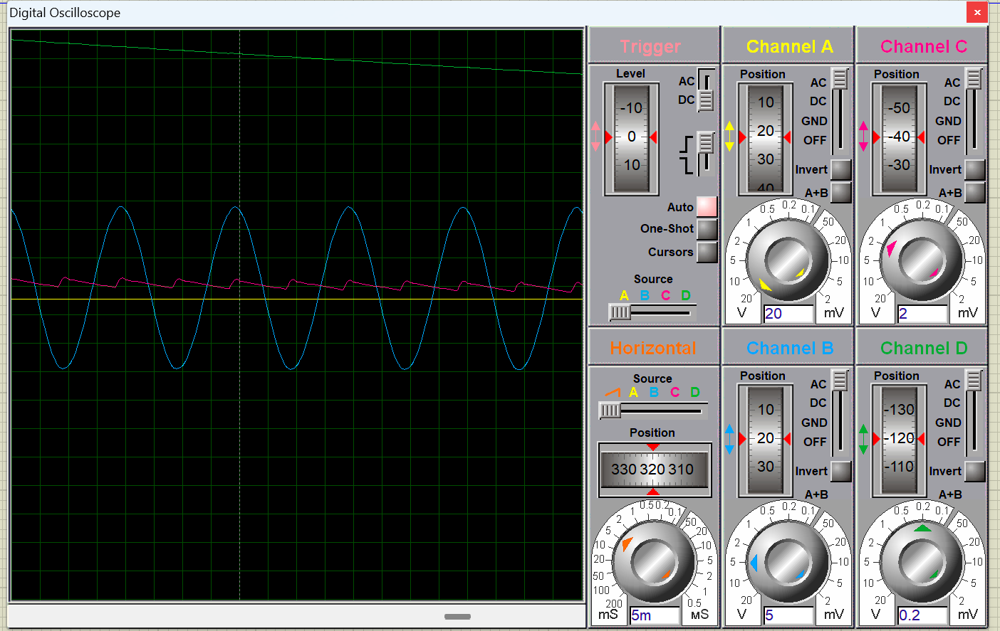 Digital Oscilloscope
×
Trigger
Level
AC
DC
-10
0
10
Auto
One-Shot
Cursors
Source
A B C D
Channel A
Position
10
20
30
40
AC
DC
GND
OFF
Invert
A+B
20 10 5 2 1 0.5 0.2 0.1 50 20 10 5 2
V
20
mV
Channel C
Position
-50
-40
-30
AC
DC
GND
OFF
Invert
A+B
20 10 5 2 1 0.5 0.2 0.1 50 20 10 5 2
V
2
mV
Horizontal
Source
A B C D
Position
330 320 310
200 100 50 20 10 5 2 1 0.5 0.2 0.1 50 20 10 5 2 1 0.5
mS
5m
мS
Channel B
Position
10
20
30
AC
DC
GND
OFF
Invert
A+B
20 10 5 2 1 0.5 0.2 0.1 50 20 10 5 2
V
5
mV
Channel D
Position
-130
-120
-110
AC
DC
GND
OFF
Invert
A+B
20 10 5 2 1 0.5 0.2 0.1 50 20 10 5 2
V
0.2
mV